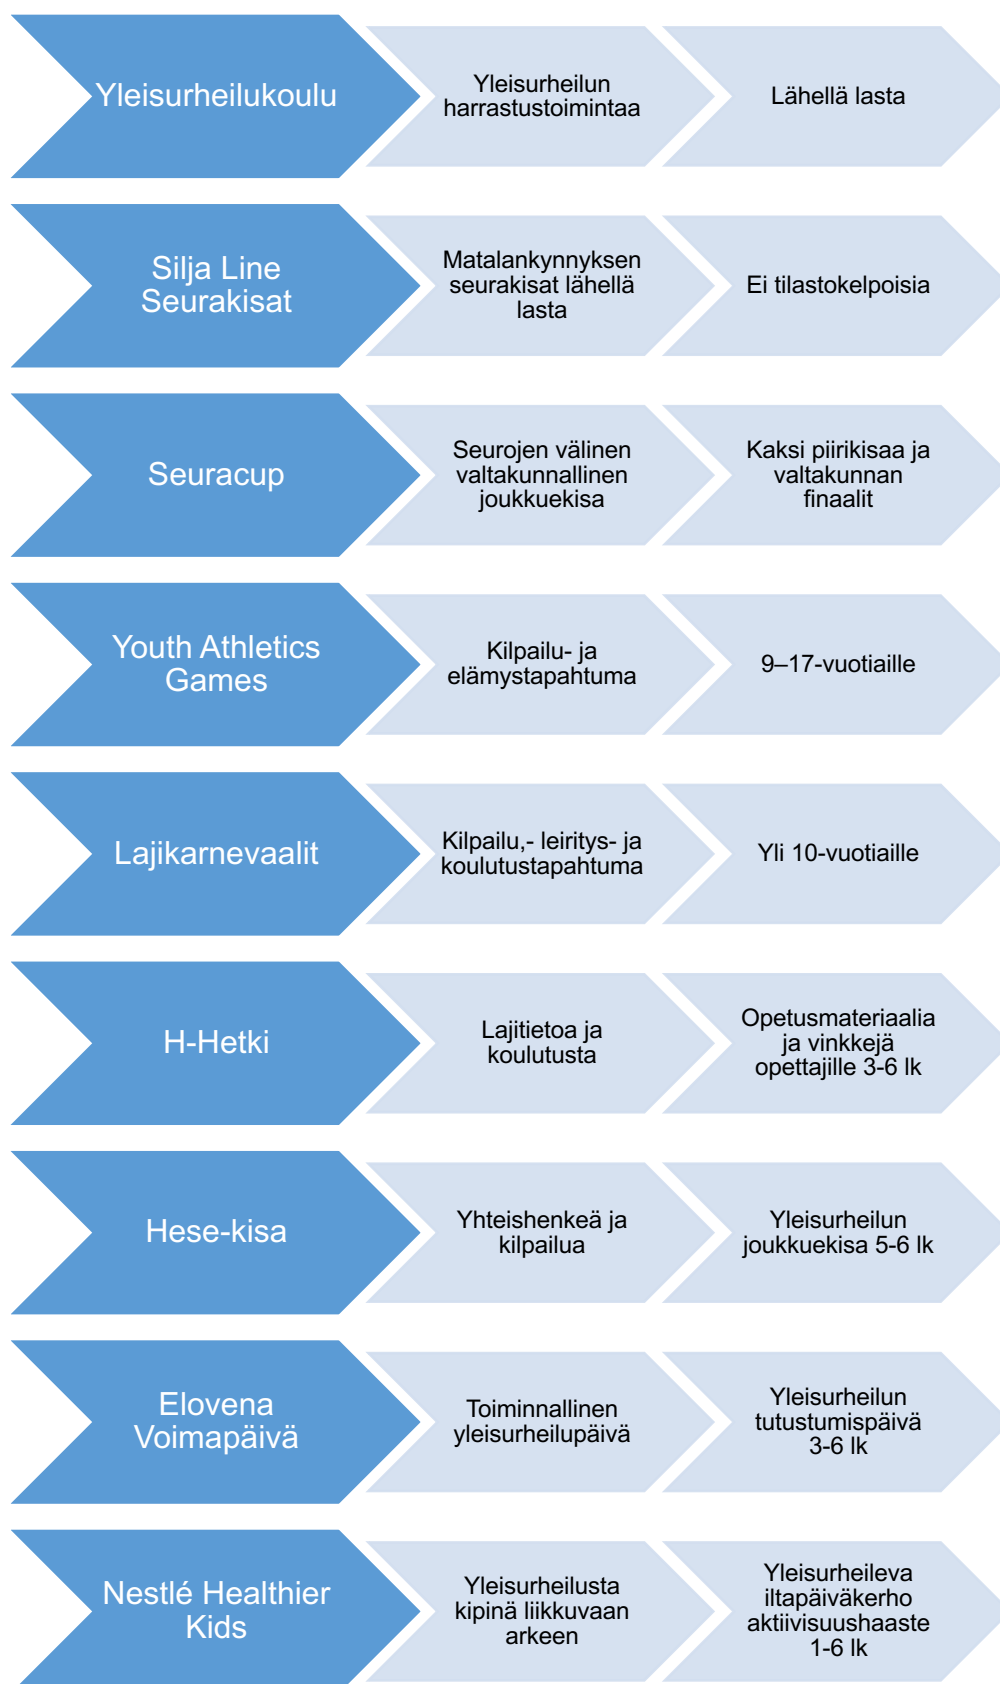 Yleisurheilukoulu
Yleisurheilun
harrastustoimintaa
Lähellä lasta
Silja Line
Seurakisat
Matalankynnyksen
seurakisat lähellä
lasta
Ei tilastokelpoisia
Seuracup
Seurojen välinen
valtakunnallinen
joukkuekisa
Kaksi piirikisaa ja
valtakunnan
finaalit
Youth Athletics
Games
Kilpailu- ja
elämystapahtuma
9–17-vuotiaille
Lajikarnevaalit
Kilpailu,- leiritys- ja
koulutustapahtuma
Yli 10-vuotiaille
H-Hetki
Lajitietoa ja
koulutusta
Opetusmateriaalia
ja vinkkejä
opettajille 3-6 lk
Hese-kisa
Yhteishenkeä ja
kilpailua
Yleisurheilun
joukkuekisa 5-6 lk
Elovena
Voimapäivä
Toiminnallinen
yleisurheilupäivä
Yleisurheilun
tutustumispäivä
3-6 lk
Nestlé Healthier
Kids
Yleisurheilusta
kipinä liikkuvaan
arkeen
Yleisurheileva
iltapäiväkerho
aktiivisuushaaste
1-6 lk